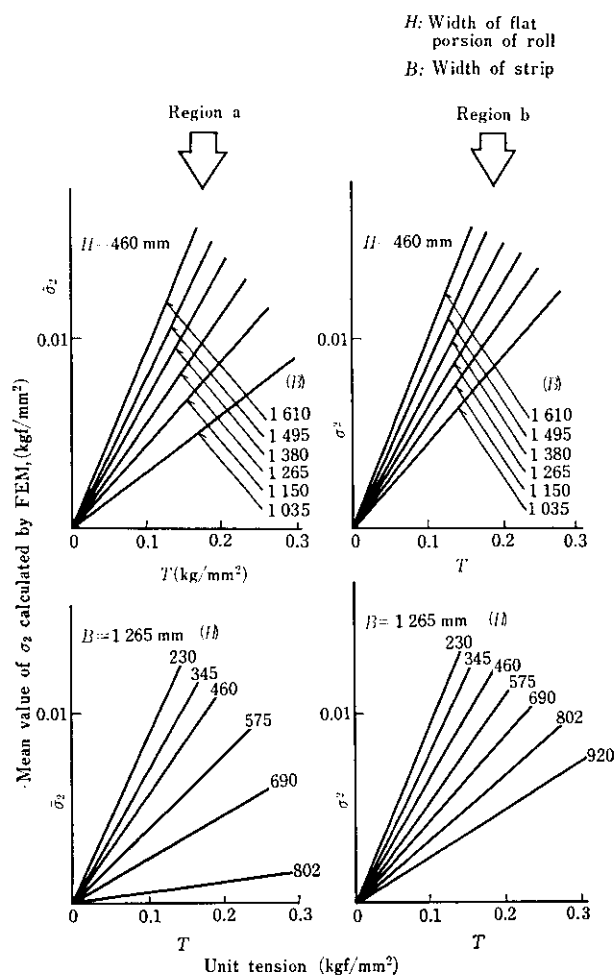 H: Width of flat
porsion of roll
B: Width of strip
Region a
Region b
H=460 mm
H=460 mm
σ̄₂
0.01
0.01
(B)
(B)
1 610
1 495
1 380
1 265
1 150
1 035
1 610
1 495
1 380
1 265
1 150
1 035
σ²
0
0.1
0.2
0.3
T(kg/mm²)
0
0.1
0.2
0.3
T
Mean value of σ₂ calculated by FEM, (kgf/mm²)
B=1 265 mm
(H)
230
345
460
575
690
802
0.01
σ̄₂
0
0.1
0.2
0.3
T
B=1 265 mm
(H)
230
345
460
575
690
802
920
0.01
σ²
0
0.1
0.2
0.3
T
Unit tension (kgf/mm²)